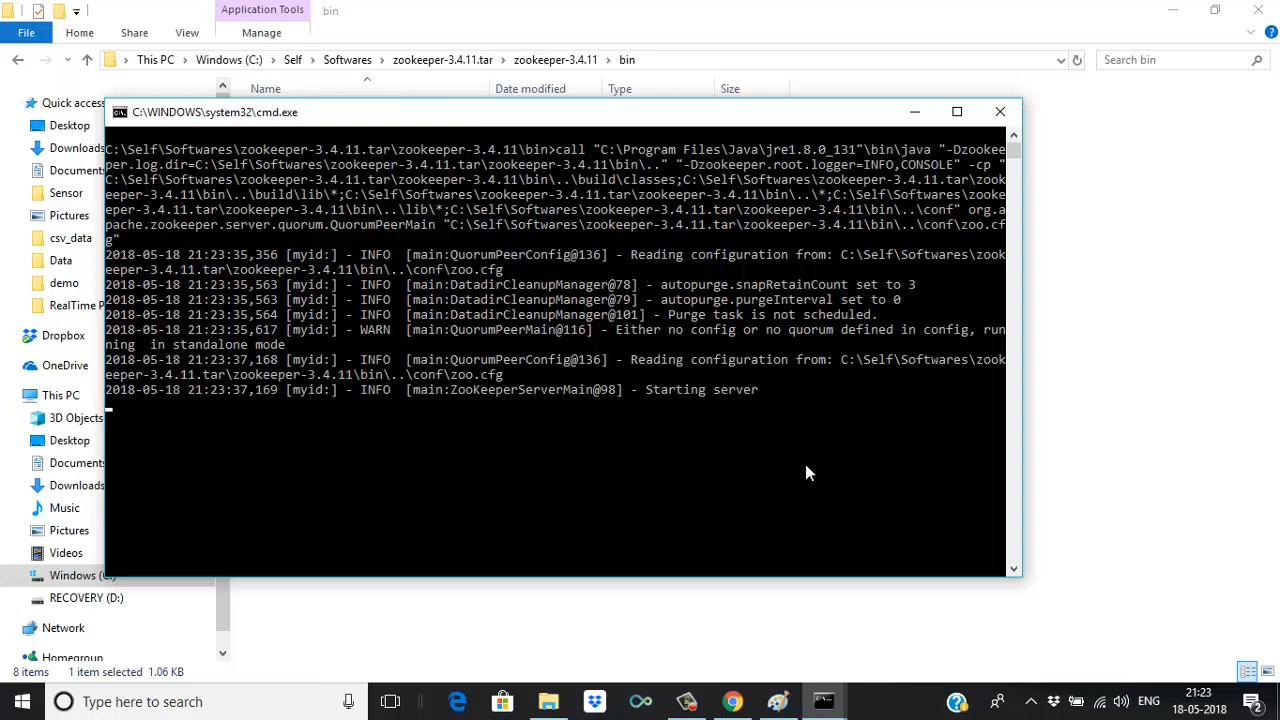 Application Tools
bin
File
Home
Share
View
Manage
This PC
Windows (C:)
Self
Softwares
zookeeper-3.4.11.tar
zookeeper-3.4.11
bin
Search bin
Name
Date modified
Type
Size
Quick access
Desktop
Downloads
Documents
Sensor
Pictures
csv_data
Data
demo
RealTime P
Dropbox
OneDrive
This PC
3D Objects
Desktop
Documents
Downloads
Music
Pictures
Videos
Windows (C:)
RECOVERY (D:)
Network
Homegroup
C:\WINDOWS\system32\cmd.exe
C:\Self\Softwares\zookeeper-3.4.11.tar\zookeeper-3.4.11\bin>call "C:\Program Files\Java\jre1.8.0_131"\bin\java "-Dzookee
per.log.dir=C:\Self\Softwares\zookeeper-3.4.11.tar\zookeeper-3.4.11\bin\.." "-Dzookeeper.root.logger=INFO,CONSOLE" -cp "
C:\Self\Softwares\zookeeper-3.4.11.tar\zookeeper-3.4.11\bin\..\build\classes;C:\Self\Softwares\zookeeper-3.4.11.tar\zook
eeper-3.4.11\bin\..\build\lib\*;C:\Self\Softwares\zookeeper-3.4.11.tar\zookeeper-3.4.11\bin\..\*;C:\Self\Softwares\zooke
eper-3.4.11.tar\zookeeper-3.4.11\bin\..\lib\*;C:\Self\Softwares\zookeeper-3.4.11.tar\zookeeper-3.4.11\bin\..\conf" org.a
pache.zookeeper.server.quorum.QuorumPeerMain "C:\Self\Softwares\zookeeper-3.4.11.tar\zookeeper-3.4.11\bin\..\conf\zoo.cf
g"
2018-05-18 21:23:35,356 [myid:] - INFO  [main:QuorumPeerConfig@136] - Reading configuration from: C:\Self\Softwares\zook
eeper-3.4.11.tar\zookeeper-3.4.11\bin\..\conf\zoo.cfg
2018-05-18 21:23:35,563 [myid:] - INFO  [main:DatadirCleanupManager@78] - autopurge.snapRetainCount set to 3
2018-05-18 21:23:35,563 [myid:] - INFO  [main:DatadirCleanupManager@79] - autopurge.purgeInterval set to 0
2018-05-18 21:23:35,564 [myid:] - INFO  [main:DatadirCleanupManager@101] - Purge task is not scheduled.
2018-05-18 21:23:35,617 [myid:] - WARN  [main:QuorumPeerMain@116] - Either no config or no quorum defined in config, run
ning  in standalone mode
2018-05-18 21:23:37,168 [myid:] - INFO  [main:QuorumPeerConfig@136] - Reading configuration from: C:\Self\Softwares\zook
eeper-3.4.11.tar\zookeeper-3.4.11\bin\..\conf\zoo.cfg
2018-05-18 21:23:37,169 [myid:] - INFO  [main:ZooKeeperServerMain@98] - Starting server
8 items
1 item selected  1.06 KB
Type here to search
ENG
21:23
18-05-2018
2